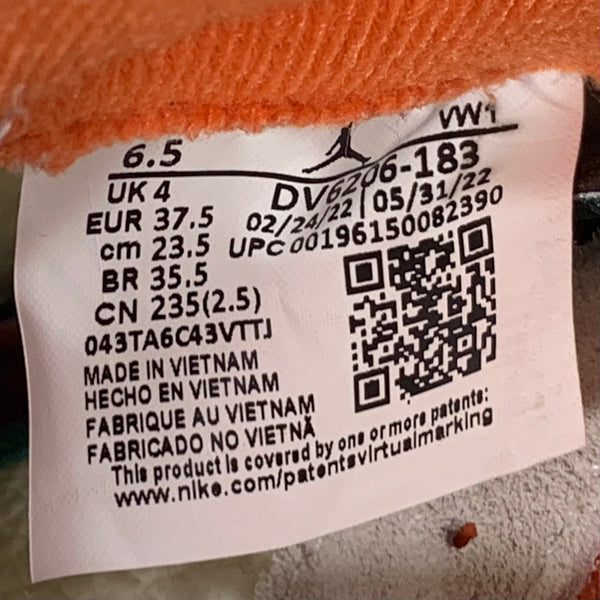 6.5
VW1
UK 4
DV6206-183
EUR 37.5
02/24/22 | 05/31/22
cm 23.5
UPC 00196150082390
BR 35.5
CN 235(2.5)
043TA6C43VTTJ
MADE IN VIETNAM
HECHO EN VIETNAM
FABRIQUE AU VIETNAM
FABRICADO NO VIETNÃ
This product is covered by one or more patents:
www.nike.com/patentsvirtualmarking